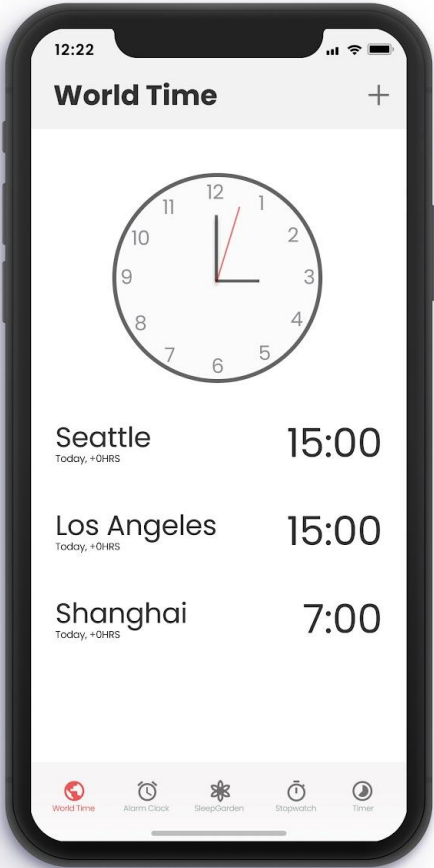 12:22
World Time
12
11
1
10
2
9
3
8
4
7
5
6
Seattle
15:00
Today, +0HRS
Los Angeles
15:00
Today, +0HRS
Shanghai
7:00
Today, +0HRS
World Time
Alarm Clock
SleepGarden
Stopwatch
Timer